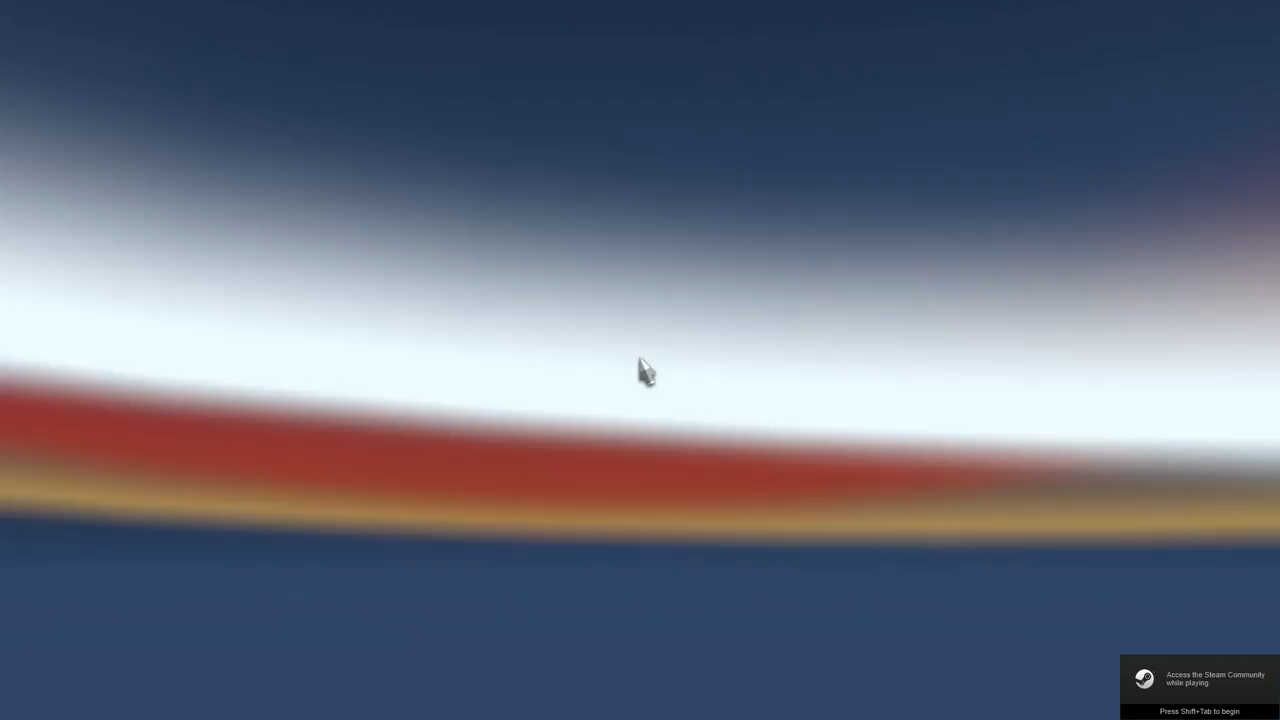 Access the Steam Community
while playing.
Press Shift+Tab to begin